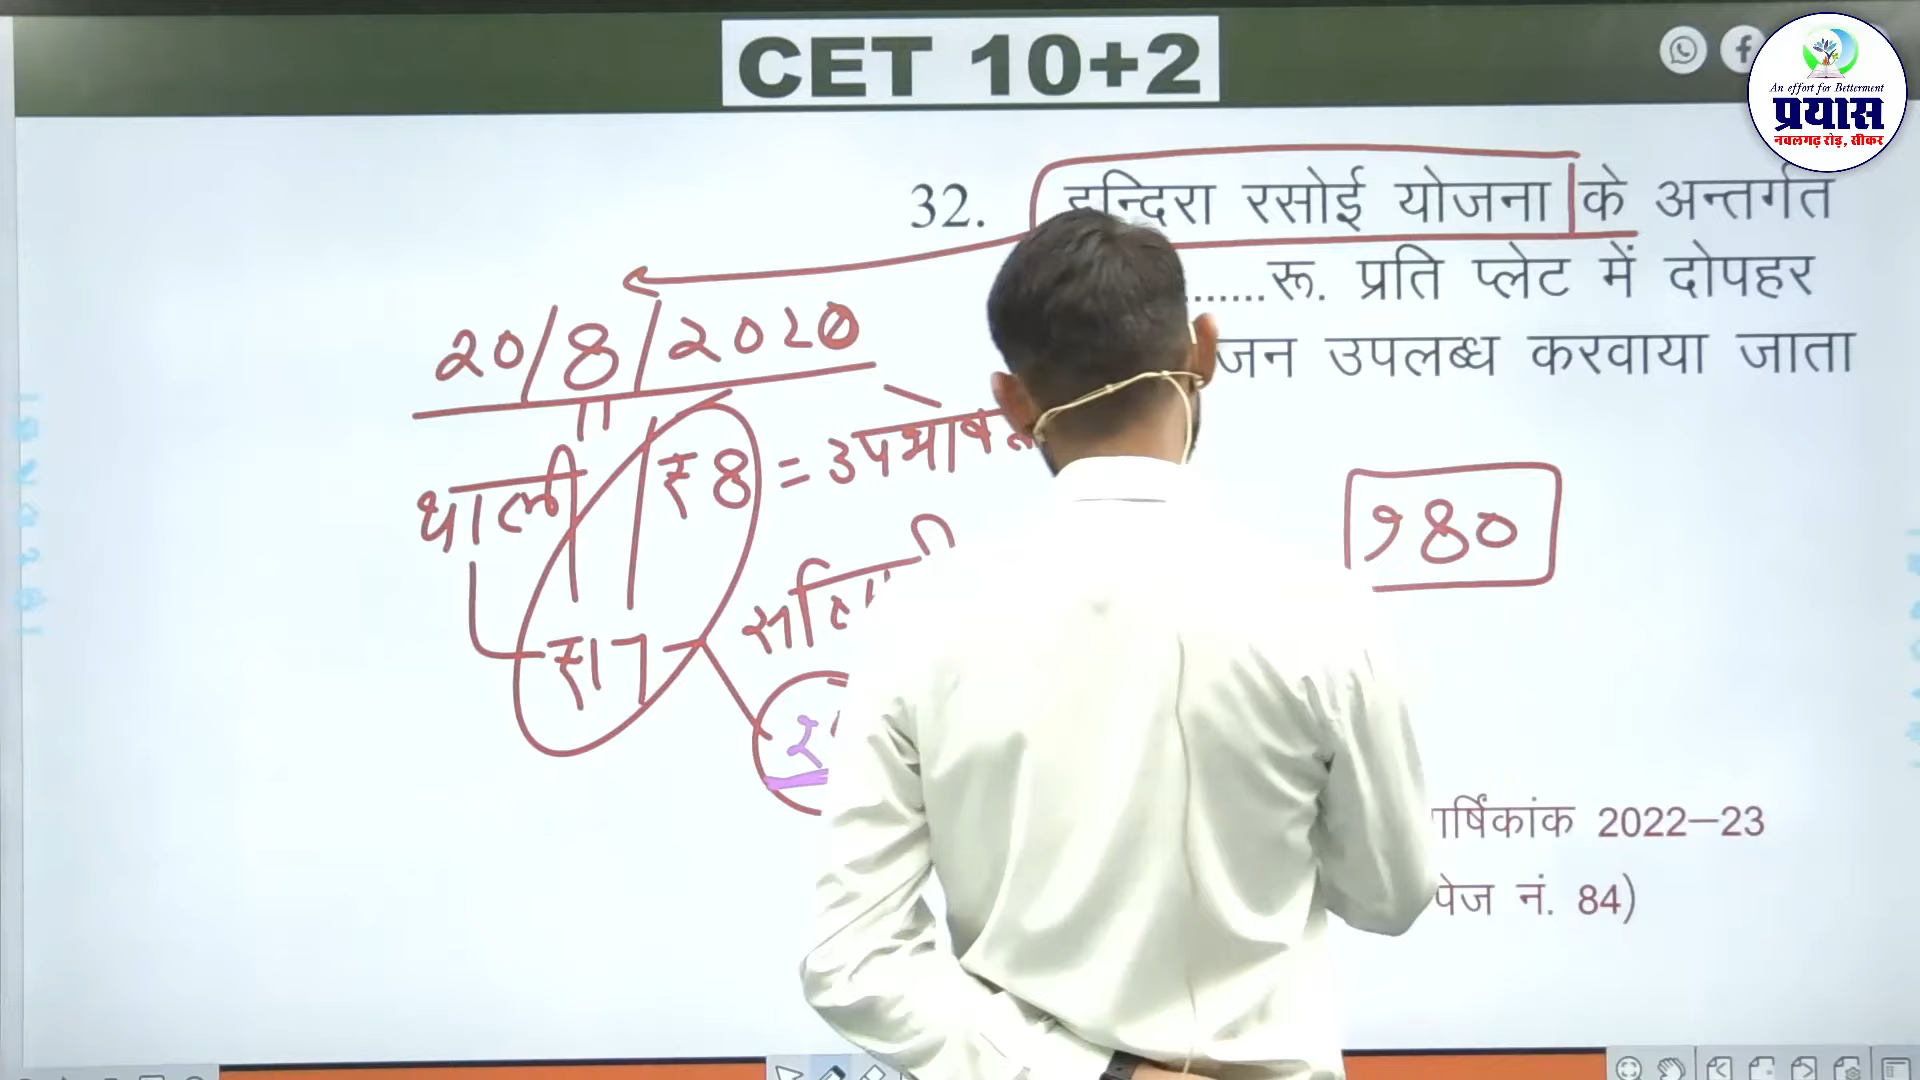 CET 10+2
An effort for Betterment
प्रयास
नवलगढ़ रोड़, सीकर
32. इन्दिरा रसोई योजना के अन्तर्गत
......रू. प्रति प्लेट में दोपहर
जन उपलब्ध करवाया जाता
20/8/2020
थाली ₹8 =
₹17
980
2022–23
पेज नं. 84)